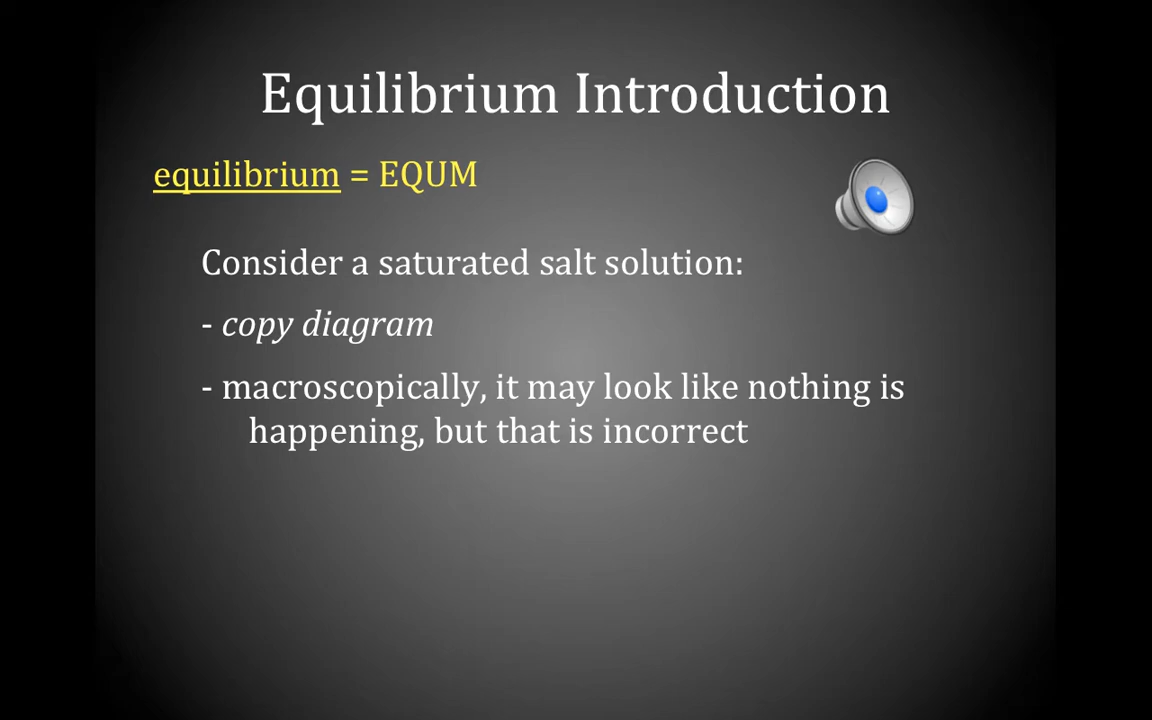 Equilibrium Introduction
equilibrium = EQUM
Consider a saturated salt solution:
- copy diagram
- macroscopically, it may look like nothing is
happening, but that is incorrect